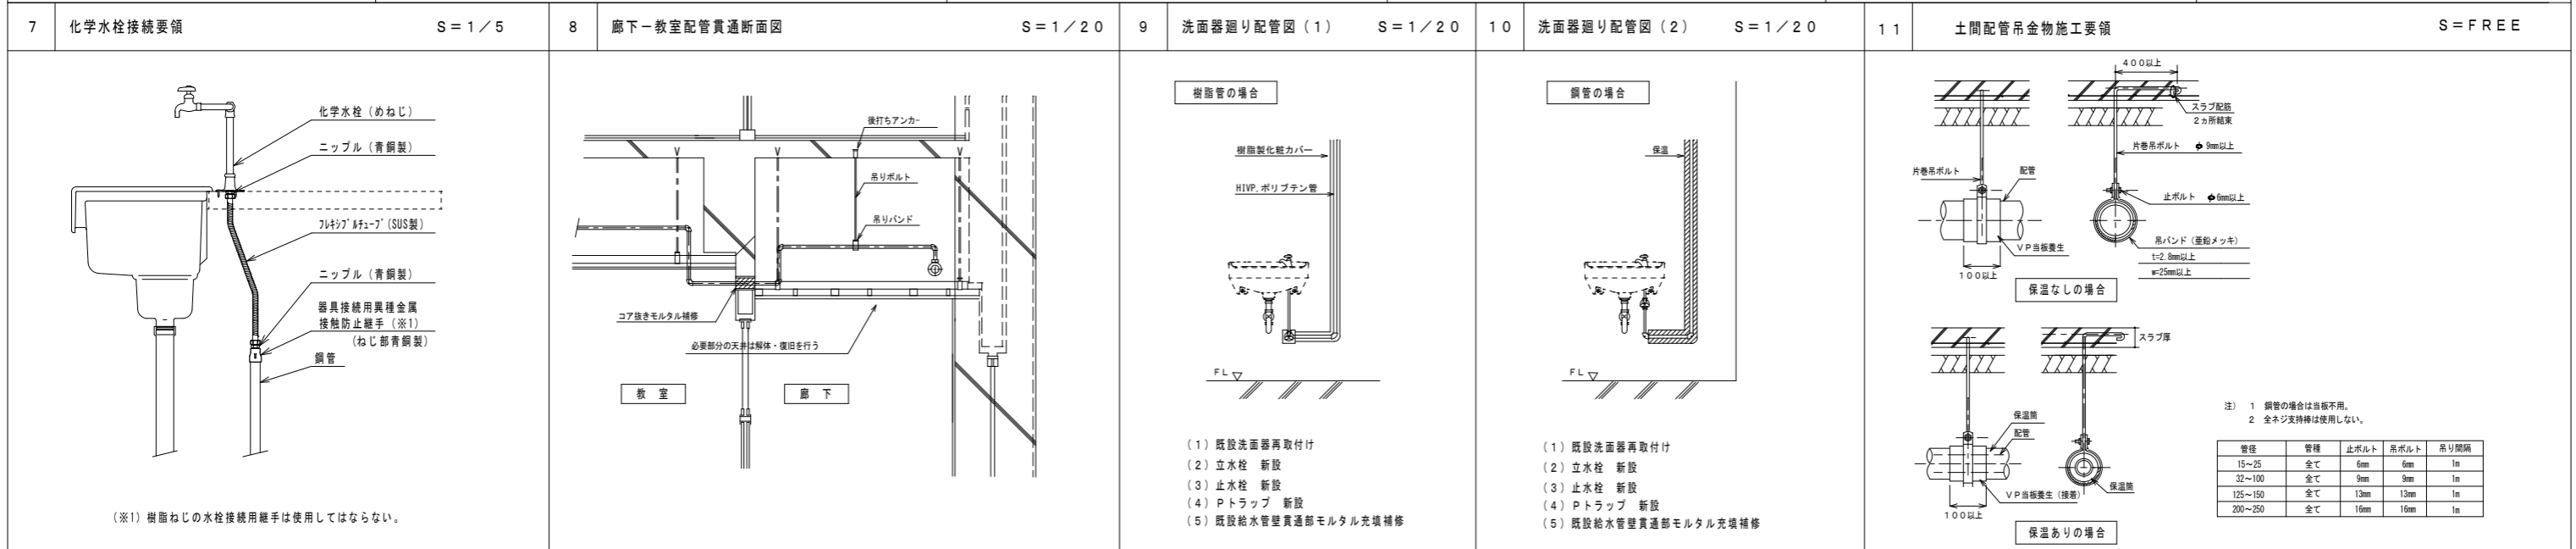 7 化学水栓接続要領 S=1/5
化学水栓(めねじ)
ニップル(青銅製)
フレキシブルチューブ(SUS製)
ニップル(青銅製)
器具接続用異種金属
接触防止継手(※1)
(ねじ部青銅製)
鋼管
(※1)樹脂ねじの水栓接続用継手は使用してはならない。
8 廊下ー教室配管貫通断面図 S=1/20
後打ちアンカー
吊りボルト
吊りバンド
コア抜きモルタル補修
必要部分の天井は解体・復旧を行う
教 室
廊 下
9 洗面器廻り配管図(1) S=1/20
樹脂管の場合
樹脂製化粧カバー
HIVP,ポリブテン管
FL
(1)既設洗面器再取付け
(2)立水栓 新設
(3)止水栓 新設
(4)Pトラップ 新設
(5)既設給水管壁貫通部モルタル充填補修
10 洗面器廻り配管図(2) S=1/20
鋼管の場合
保温
FL
(1)既設洗面器再取付け
(2)立水栓 新設
(3)止水栓 新設
(4)Pトラップ 新設
(5)既設給水管壁貫通部モルタル充填補修
11 土間配管吊金物施工要領 S=FREE
400以上
スラブ配筋
2ヵ所結束
片巻吊ボルト φ9mm以上
片巻吊ボルト
配管
止ボルト φ6mm以上
VP当板養生
吊バンド(亜鉛メッキ)
t=2.8mm以上
w=25mm以上
100以上
保温なしの場合
スラブ厚
保温筒
配管
VP当板養生(接着)
保温筒
100以上
保温ありの場合
注) 1 鋼管の場合は当板不用。
2 全ネジ支持棒は使用しない。
管径 管種 止ボルト 吊ボルト 吊り間隔
15~25 全て 6mm 6mm 1m
32~100 全て 9mm 9mm 1m
125~150 全て 13mm 13mm 1m
200~250 全て 16mm 16mm 1m